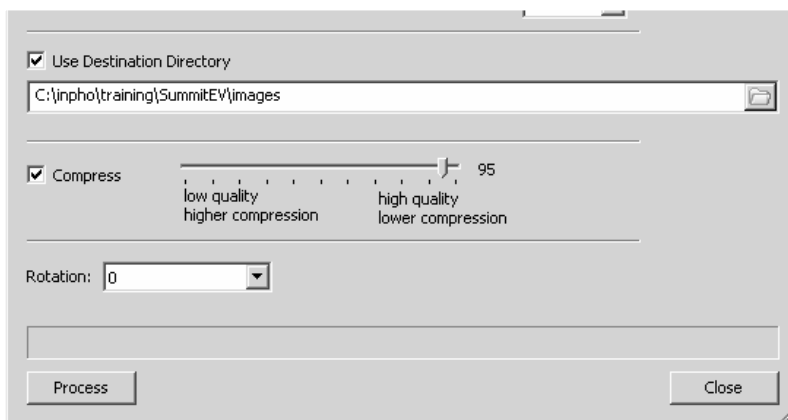 Use Destination Directory
C:\inpho\training\SummitEV\images
Compress
95
low quality
higher compression
high quality
lower compression
Rotation: 0
Process
Close